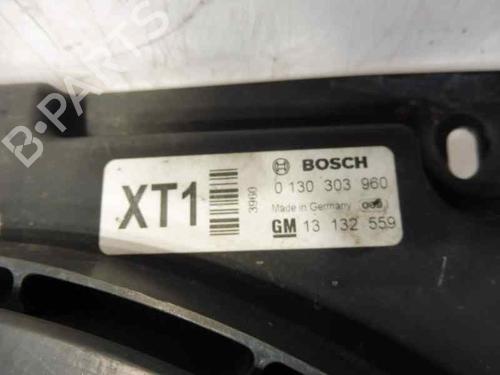 B-PARTS
XT1
3960
BOSCH
0 130 303 960
Made in Germany
GM 13 132 559